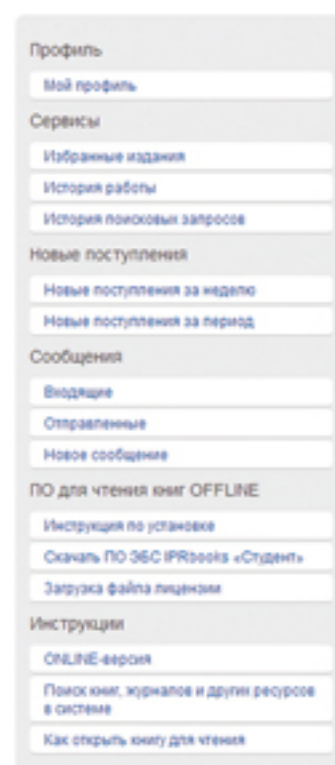 Профиль
Мой профиль
Сервисы
Избранные издания
История работы
История поисковых запросов
Новые поступления
Новые поступления за неделю
Новые поступления за период
Сообщения
Входящие
Отправленные
Новое сообщение
ПО для чтения книг OFFLINE
Инструкция по установке
Скачать ПО ЭБС IPRbooks «Студент»
Загрузка файла лицензии
Инструкции
ONLINE-версия
Поиск книг, журналов и других ресурсов
в системе
Как открыть книгу для чтения